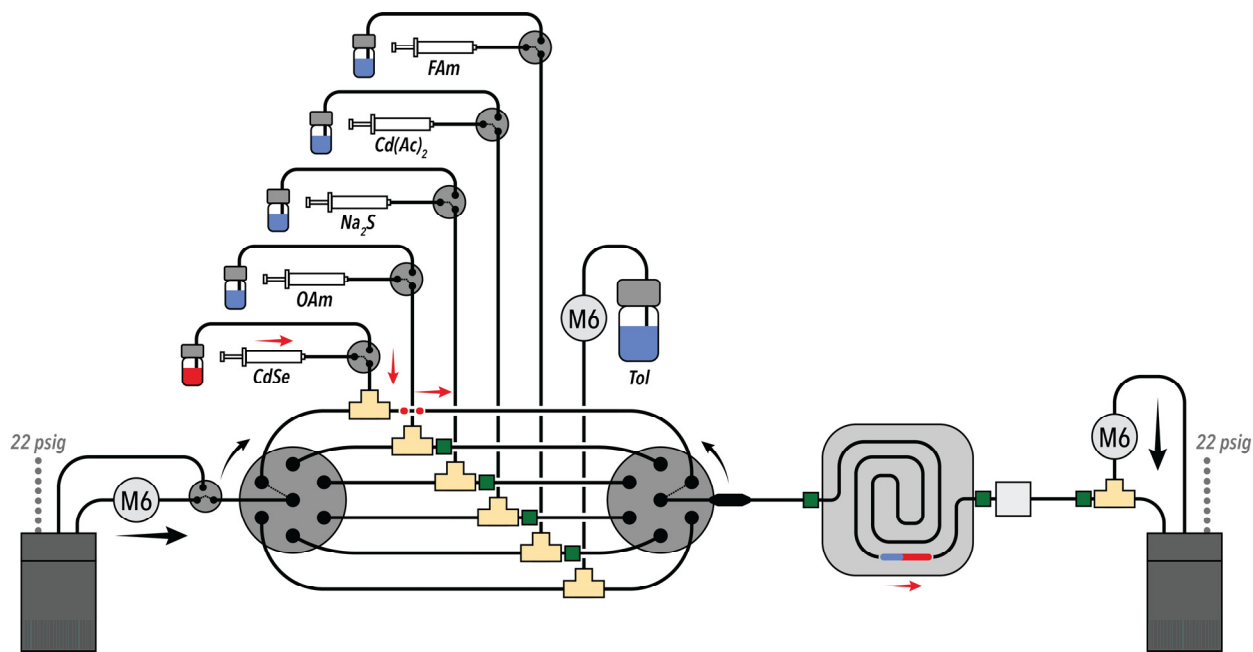 FAm
Cd(Ac)₂
Na₂S
OAm
M6
CdSe
Tol
22 psig
M6
M6
22 psig